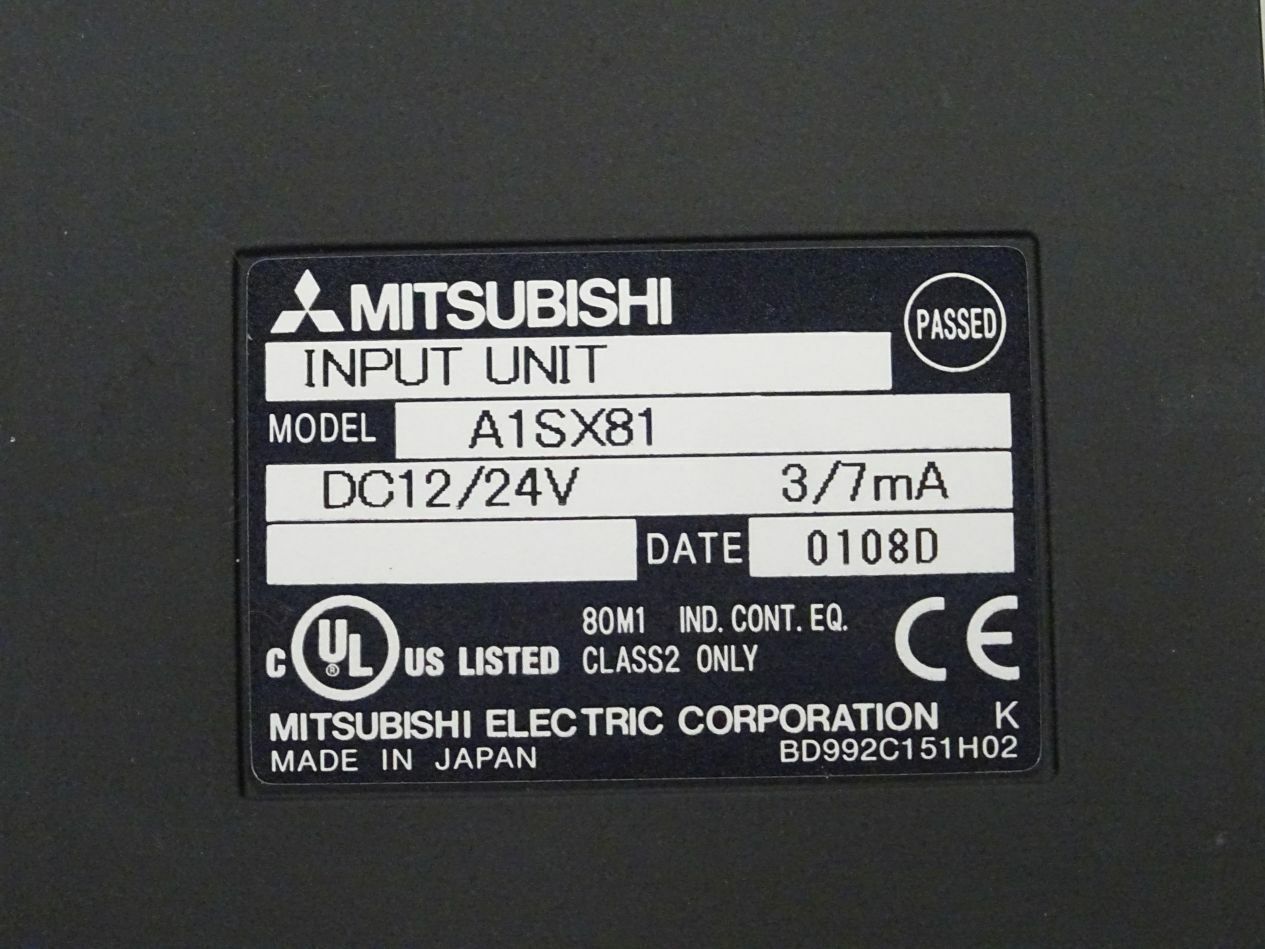 MITSUBISHI
PASSED
INPUT UNIT
MODEL A1SX81
DC12/24V 3/7mA
DATE 0108D
C UL® US LISTED
80M1 IND. CONT. EQ.
CLASS2 ONLY
CE
MITSUBISHI ELECTRIC CORPORATION K
MADE IN JAPAN BD992C151H02